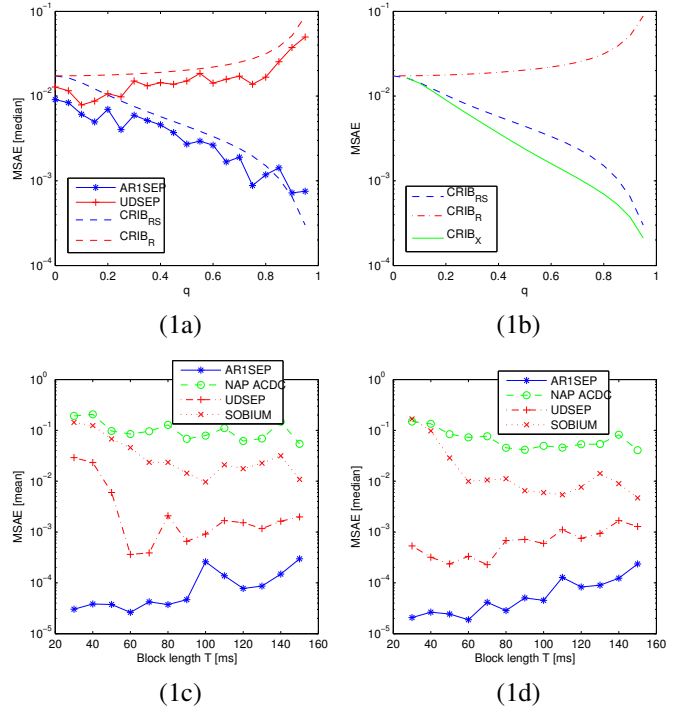 10^−1
10^−2
10^−3
10^−4
MSAE [median]
AR1SEP
UDSEP
CRIB_RS
CRIB_R
0 0.2 0.4 0.6 0.8 1
q
(1a)
10^−1
10^−2
10^−3
10^−4
MSAE
CRIB_RS
CRIB_R
CRIB_X
0 0.2 0.4 0.6 0.8 1
q
(1b)
10^0
10^−1
10^−2
10^−3
10^−4
10^−5
MSAE [mean]
AR1SEP
NAP ACDC
UDSEP
SOBIUM
20 40 60 80 100 120 140 160
Block length T [ms]
(1c)
10^0
10^−1
10^−2
10^−3
10^−4
10^−5
MSAE [median]
AR1SEP
NAP ACDC
UDSEP
SOBIUM
20 40 60 80 100 120 140 160
Block length T [ms]
(1d)